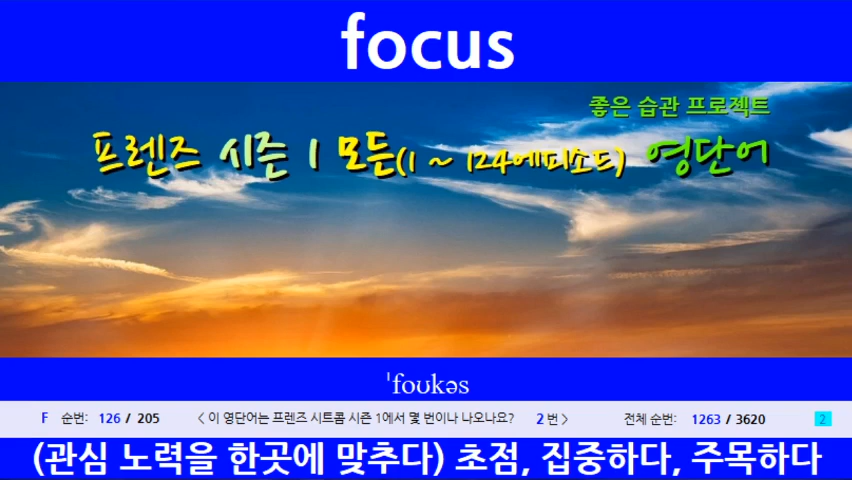 focus
좋은 습관 프로젝트
프렌즈 시즌 1 모든(1 ~ 124에피소드) 영단어
ˈfoʊkəs
F 순번: 126 / 205 < 이 영단어는 프렌즈 시트콤 시즌 1에서 몇 번이나 나오나요? 2 번 > 전체 순번: 1263 / 3620 2
(관심 노력을 한곳에 맞추다) 초점, 집중하다, 주목하다